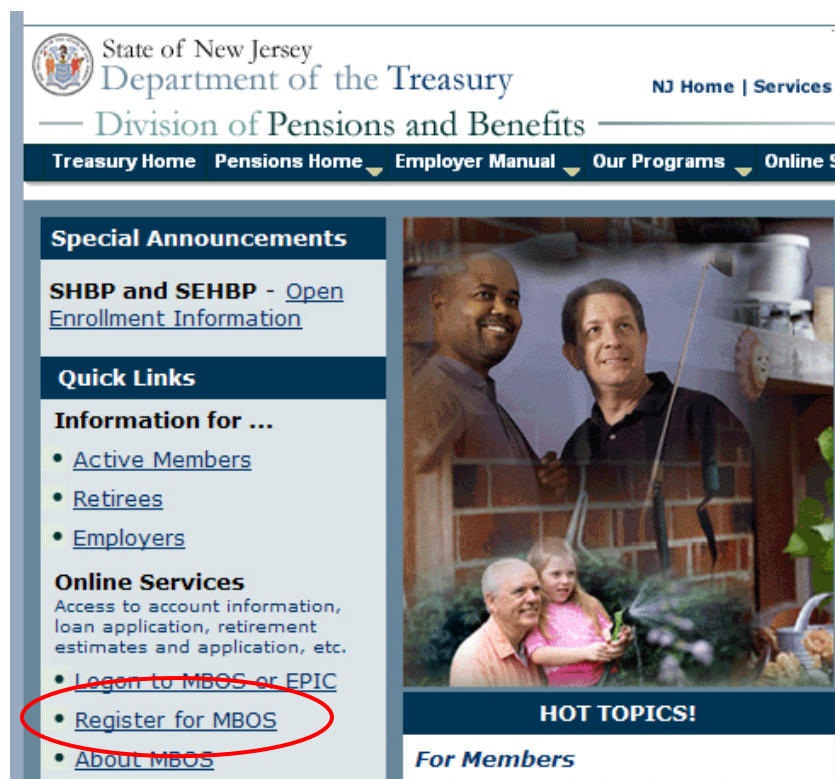 State of New Jersey
Department of the Treasury
NJ Home | Services
Division of Pensions and Benefits
Treasury Home Pensions Home Employer Manual Our Programs Online
Special Announcements
SHBP and SEHBP - Open
Enrollment Information
Quick Links
Information for ...
• Active Members
• Retirees
• Employers
Online Services
Access to account information,
loan application, retirement
estimates and application, etc.
• Logon to MBOS or EPIC
• Register for MBOS
• About MBOS
HOT TOPICS!
For Members